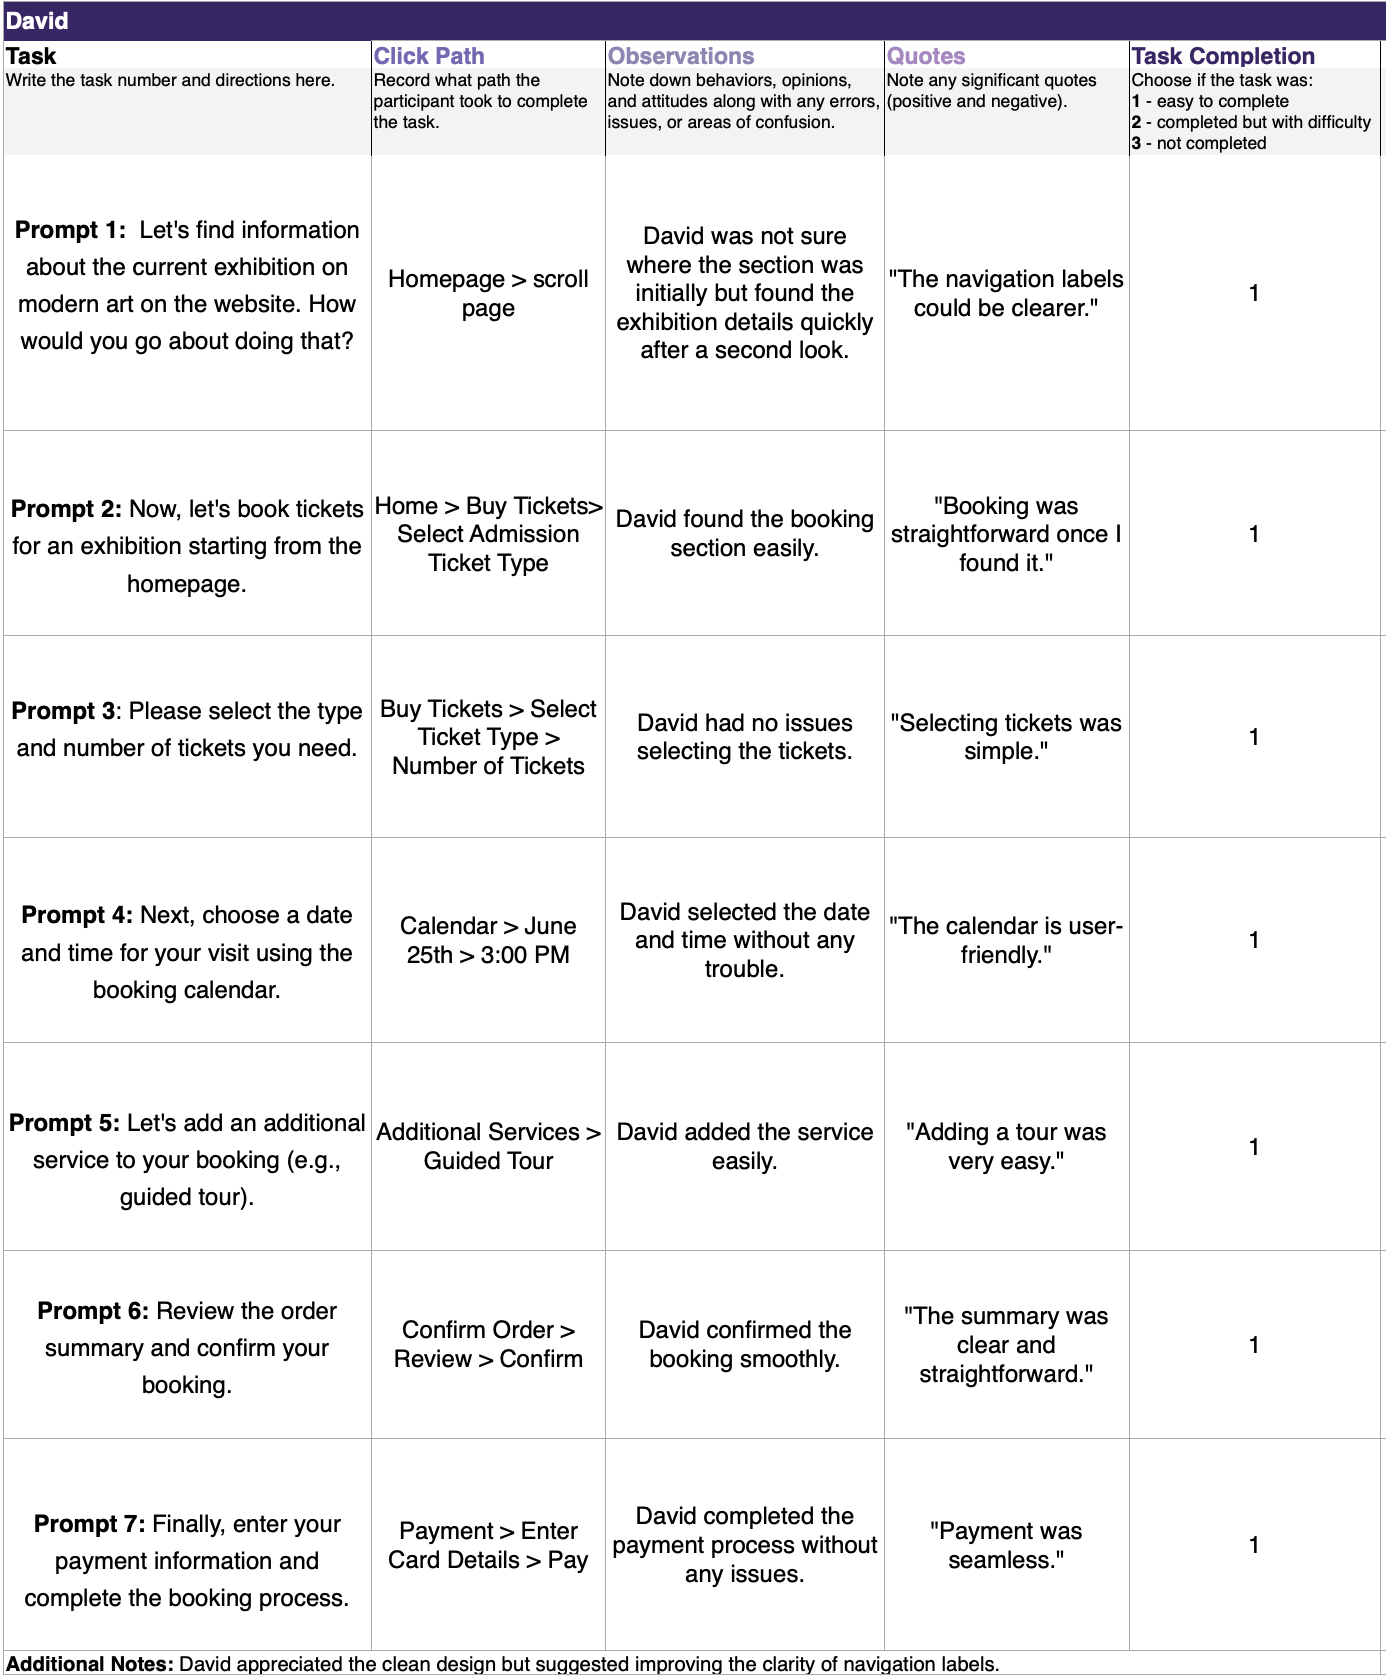 David
Task
Write the task number and directions here.
Click Path
Record what path the
participant took to complete
the task.
Observations
Note down behaviors, opinions,
and attitudes along with any errors,
issues, or areas of confusion.
Quotes
Note any significant quotes
(positive and negative).
Task Completion
Choose if the task was:
1 - easy to complete
2 - completed but with difficulty
3 - not completed
Prompt 1:  Let's find information
about the current exhibition on
modern art on the website. How
would you go about doing that?
Homepage > scroll
page
David was not sure
where the section was
initially but found the
exhibition details quickly
after a second look.
"The navigation labels
could be clearer."
1
Prompt 2: Now, let's book tickets
for an exhibition starting from the
homepage.
Home > Buy Tickets>
Select Admission
Ticket Type
David found the booking
section easily.
"Booking was
straightforward once I
found it."
1
Prompt 3: Please select the type
and number of tickets you need.
Buy Tickets > Select
Ticket Type >
Number of Tickets
David had no issues
selecting the tickets.
"Selecting tickets was
simple."
1
Prompt 4: Next, choose a date
and time for your visit using the
booking calendar.
Calendar > June
25th > 3:00 PM
David selected the date
and time without any
trouble.
"The calendar is user-
friendly."
1
Prompt 5: Let's add an additional
service to your booking (e.g.,
guided tour).
Additional Services >
Guided Tour
David added the service
easily.
"Adding a tour was
very easy."
1
Prompt 6: Review the order
summary and confirm your
booking.
Confirm Order >
Review > Confirm
David confirmed the
booking smoothly.
"The summary was
clear and
straightforward."
1
Prompt 7: Finally, enter your
payment information and
complete the booking process.
Payment > Enter
Card Details > Pay
David completed the
payment process without
any issues.
"Payment was
seamless."
1
Additional Notes: David appreciated the clean design but suggested improving the clarity of navigation labels.